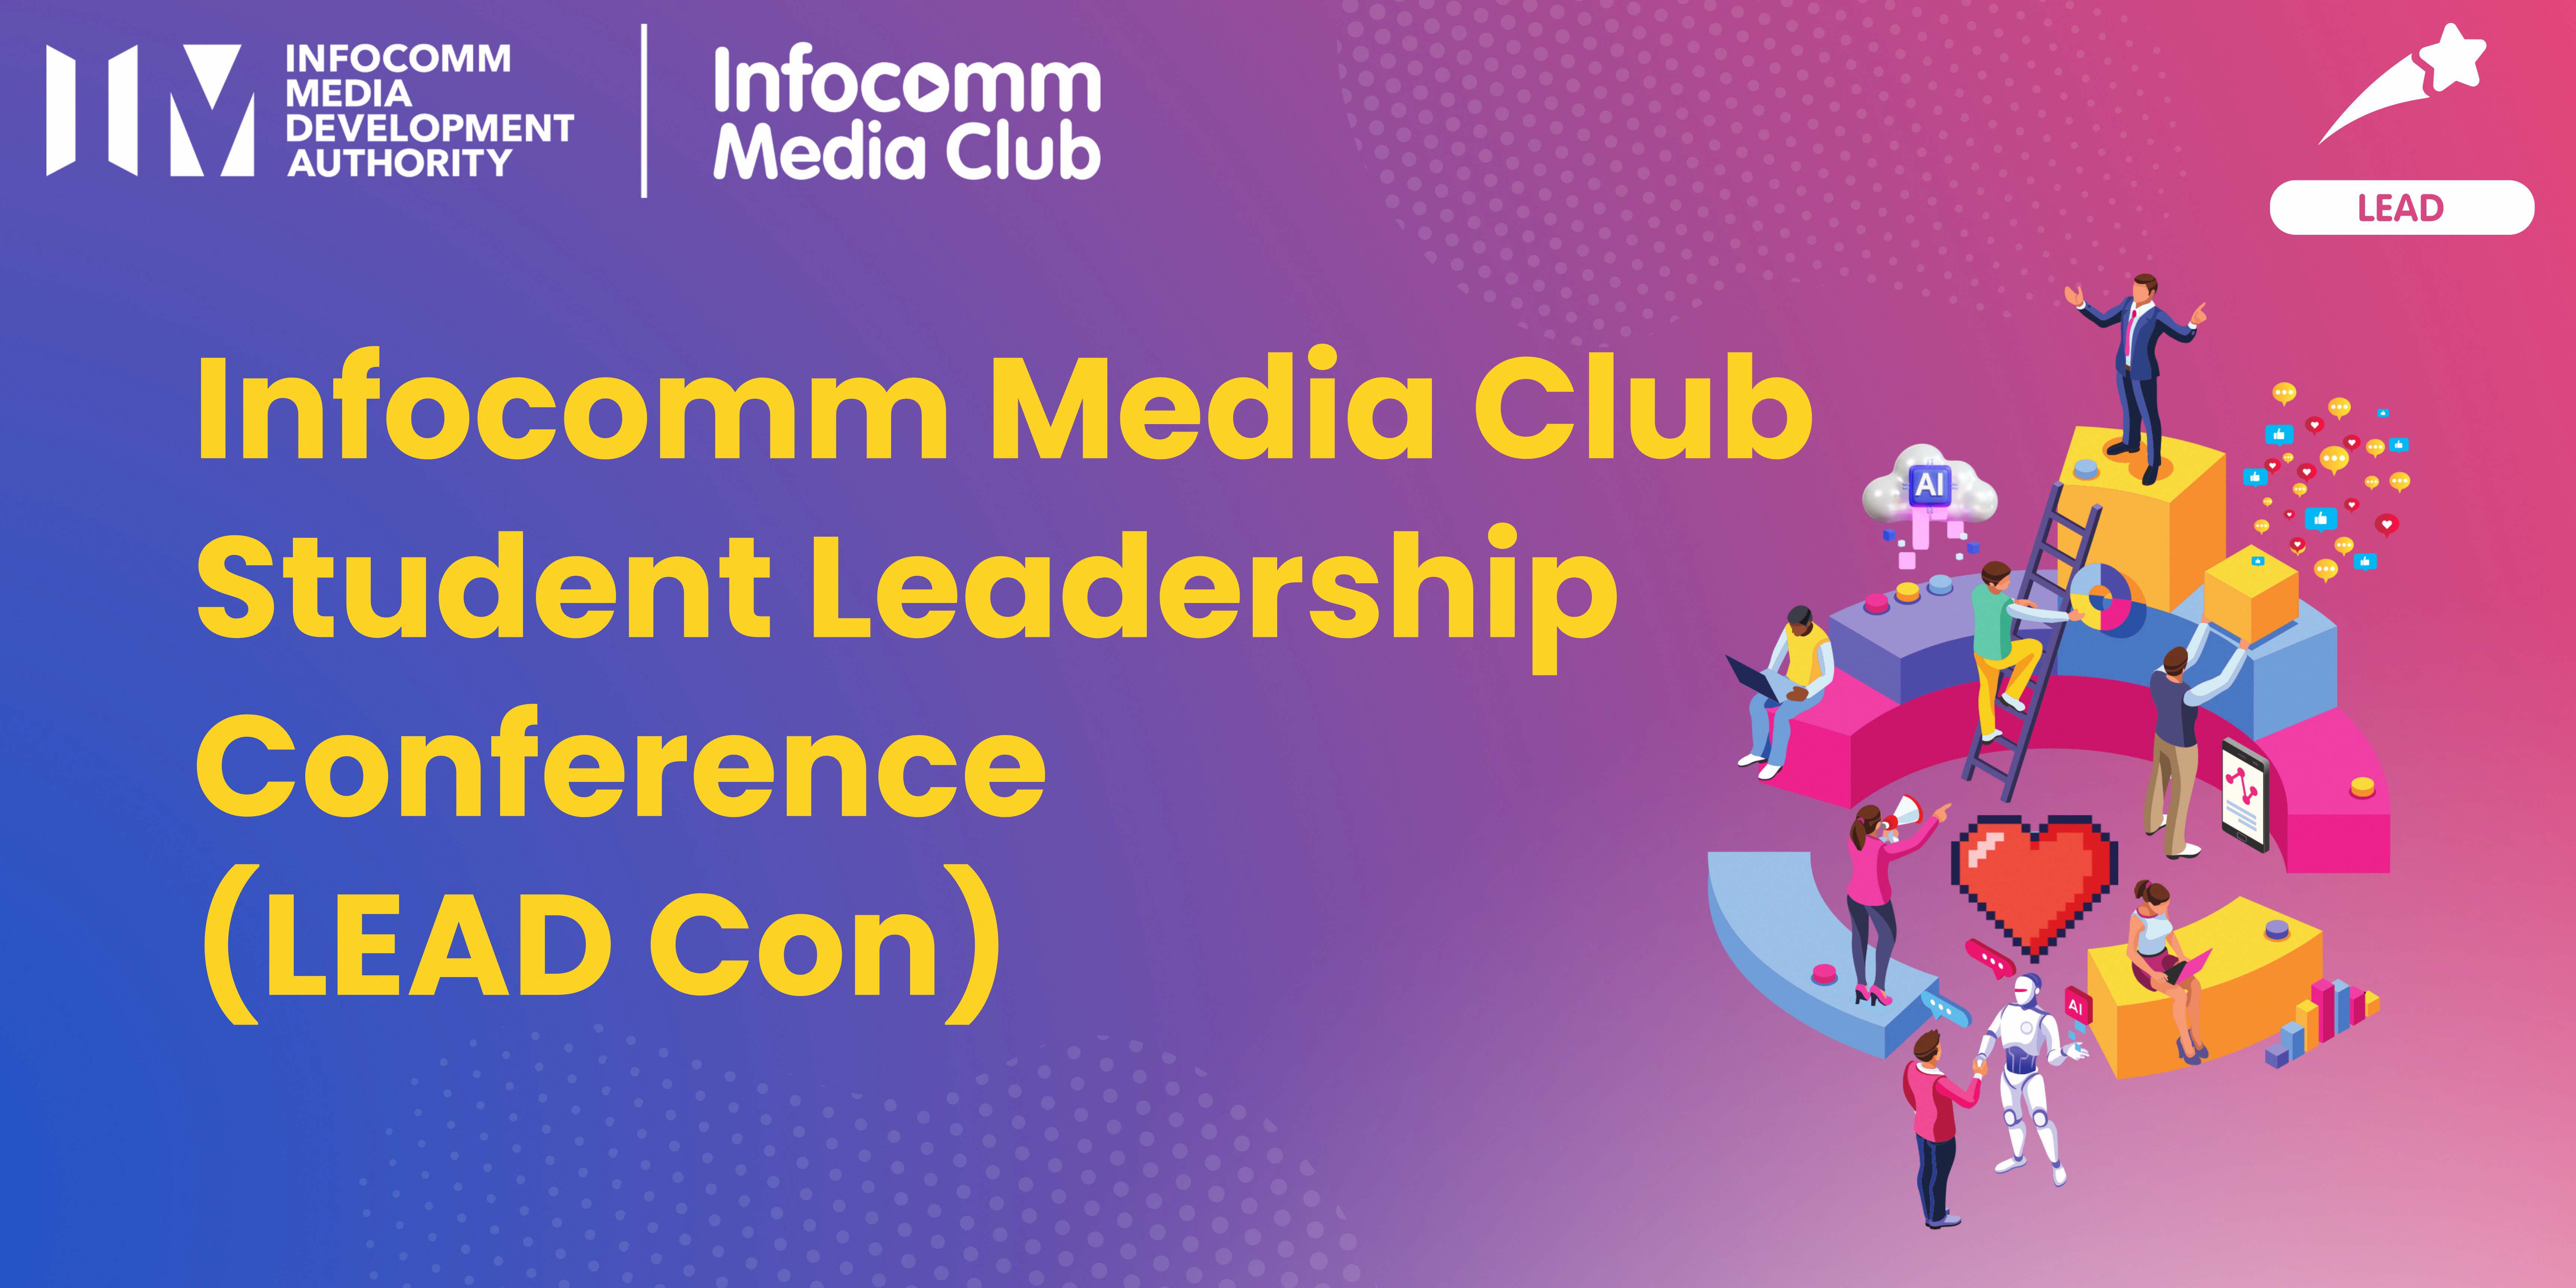 INFOCOMM
MEDIA
DEVELOPMENT
AUTHORITY
Infocomm
Media Club
LEAD
Infocomm Media Club
Student Leadership
Conference
(LEAD Con)
AI
AI